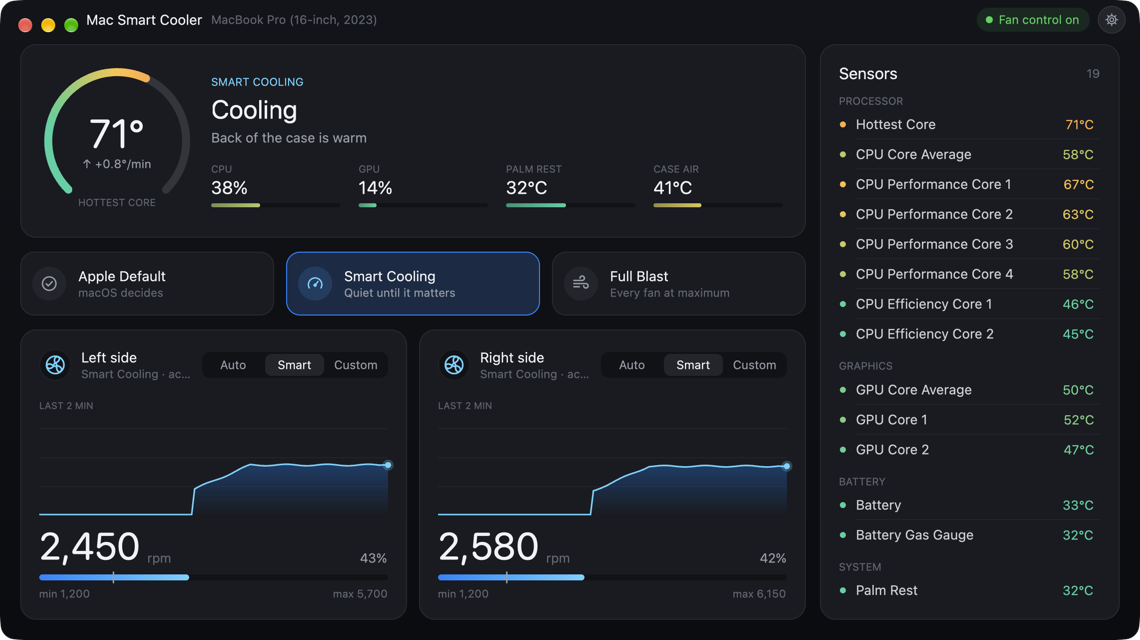 Mac Smart Cooler MacBook Pro (16-inch, 2023)
Fan control on
71°
↑ +0.8°/min
HOTTEST CORE
SMART COOLING
Cooling
Back of the case is warm
CPU GPU PALM REST CASE AIR
38% 14% 32°C 41°C
Apple Default
macOS decides
Smart Cooling
Quiet until it matters
Full Blast
Every fan at maximum
Left side
Smart Cooling · ac...
Auto Smart Custom
LAST 2 MIN
2,450 rpm 43%
min 1,200 max 5,700
Right side
Smart Cooling · ac...
Auto Smart Custom
LAST 2 MIN
2,580 rpm 42%
min 1,200 max 6,150
Sensors 19
PROCESSOR
Hottest Core 71°C
CPU Core Average 58°C
CPU Performance Core 1 67°C
CPU Performance Core 2 63°C
CPU Performance Core 3 60°C
CPU Performance Core 4 58°C
CPU Efficiency Core 1 46°C
CPU Efficiency Core 2 45°C
GRAPHICS
GPU Core Average 50°C
GPU Core 1 52°C
GPU Core 2 47°C
BATTERY
Battery 33°C
Battery Gas Gauge 32°C
SYSTEM
Palm Rest 32°C